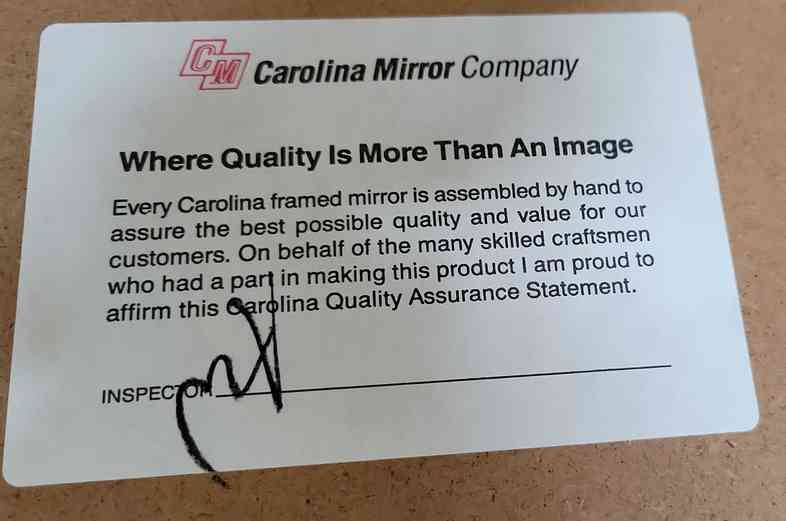 CM Carolina Mirror Company
Where Quality Is More Than An Image
Every Carolina framed mirror is assembled by hand to
assure the best possible quality and value for our
customers. On behalf of the many skilled craftsmen
who had a part in making this product I am proud to
affirm this Carolina Quality Assurance Statement.
INSPECTOR